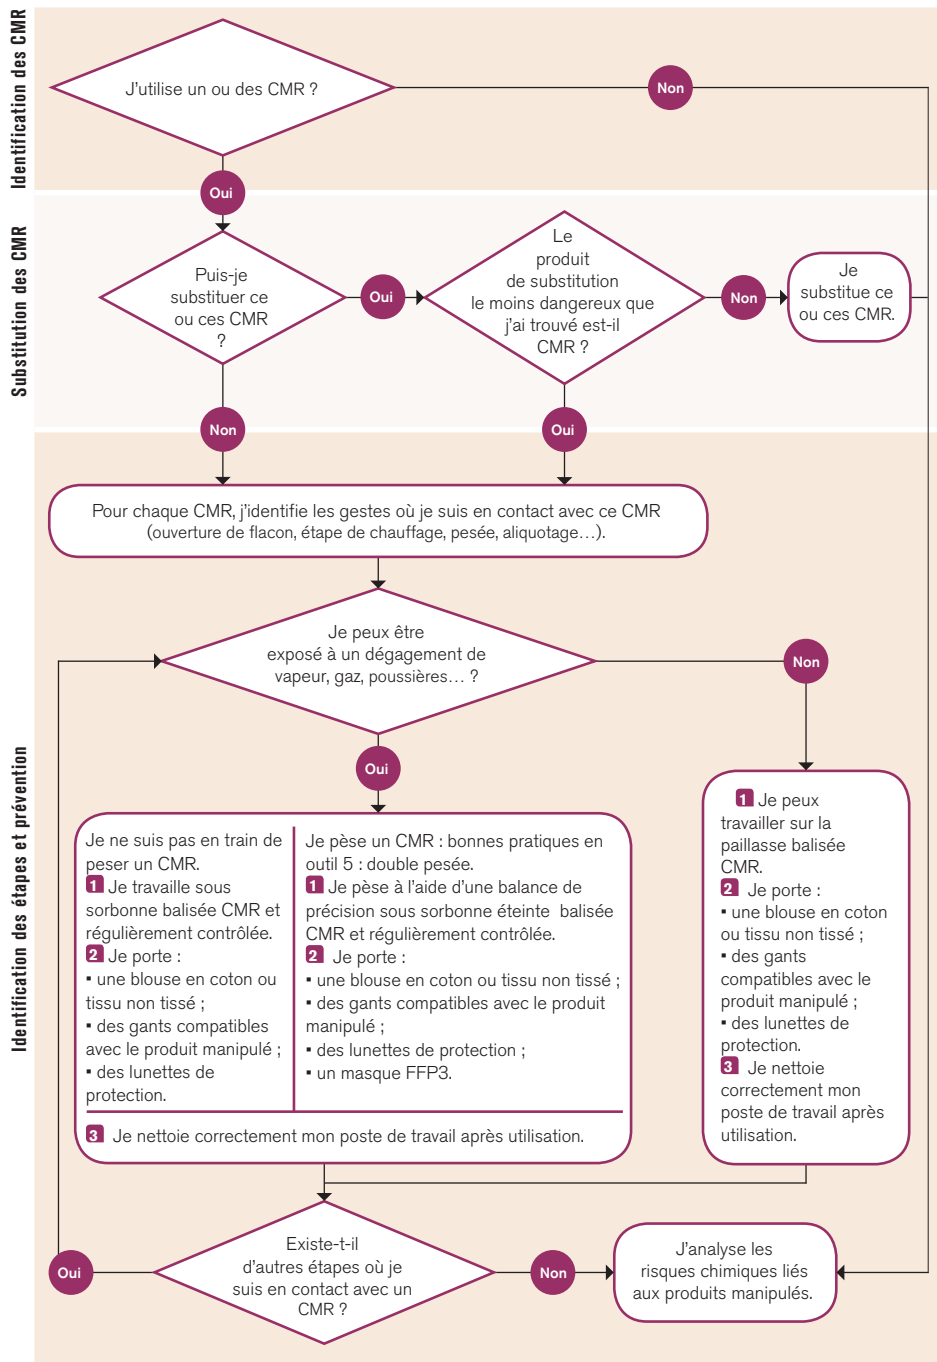 Identification des CMR
J'utilise un ou des CMR ?
Non
Oui
Substitution des CMR
Puis-je
substituer ce
ou ces CMR
?
Oui
Le
produit
de substitution
le moins dangereux que
j'ai trouvé est-il
CMR ?
Non
Je
substitue ce
ou ces CMR.
Non
Oui
Identification des étapes et prévention
Pour chaque CMR, j'identifie les gestes où je suis en contact avec ce CMR
(ouverture de flacon, étape de chauffage, pesée, aliquotage…).
Je peux être
exposé à un dégagement de
vapeur, gaz, poussières… ?
Non
Oui
Je ne suis pas en train de
peser un CMR.
1 Je travaille sous
sorbonne balisée CMR et
régulièrement contrôlée.
2 Je porte :
▪ une blouse en coton ou
tissu non tissé ;
▪ des gants compatibles
avec le produit manipulé ;
▪ des lunettes de
protection.
Je pèse un CMR : bonnes pratiques en
outil 5 : double pesée.
1 Je pèse à l'aide d'une balance de
précision sous sorbonne éteinte balisée
CMR et régulièrement contrôlée.
2 Je porte :
▪ une blouse en coton ou tissu non tissé ;
▪ des gants compatibles avec le produit
manipulé ;
▪ des lunettes de protection ;
▪ un masque FFP3.
3 Je nettoie correctement mon poste de travail après utilisation.
1 Je peux
travailler sur la
paillasse balisée
CMR.
2 Je porte :
▪ une blouse en coton
ou tissu non tissé ;
▪ des gants
compatibles avec le
produit manipulé ;
▪ des lunettes de
protection.
3 Je nettoie
correctement mon
poste de travail après
utilisation.
Existe-t-il
d'autres étapes où je
suis en contact avec un
CMR ?
Oui
Non
J'analyse les
risques chimiques liés
aux produits manipulés.